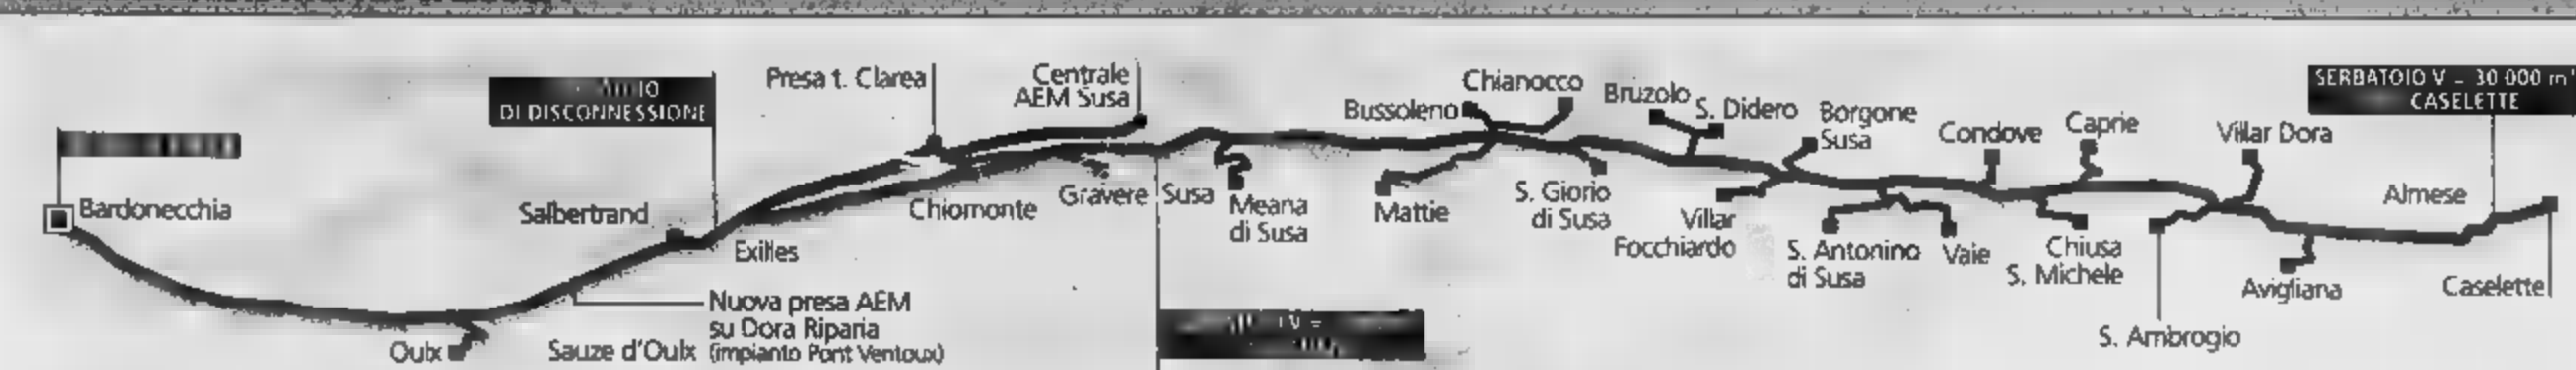 Bardonecchia
Oulx
Sauze d'Oulx
Nuova presa AEM
su Dora Riparia
(impianto Pont Ventoux)
Salbertrand
DI DISCONNESSIONE
Exilles
Presa t. Clarea
Chiomonte
Centrale
AEM Susa
Gravere
Susa
Meana
di Susa
Bussoleno
Chianocco
Mattie
S. Giorio
di Susa
Bruzolo
S. Didero
Villar
Focchiardo
Borgone
Susa
S. Antonino
di Susa
Vaie
Condove
Caprie
Chiusa
S. Michele
S. Ambrogio
Villar Dora
Avigliana
Almese
SERBATOIO V - 30 000 m
CASELETTE
Caselette